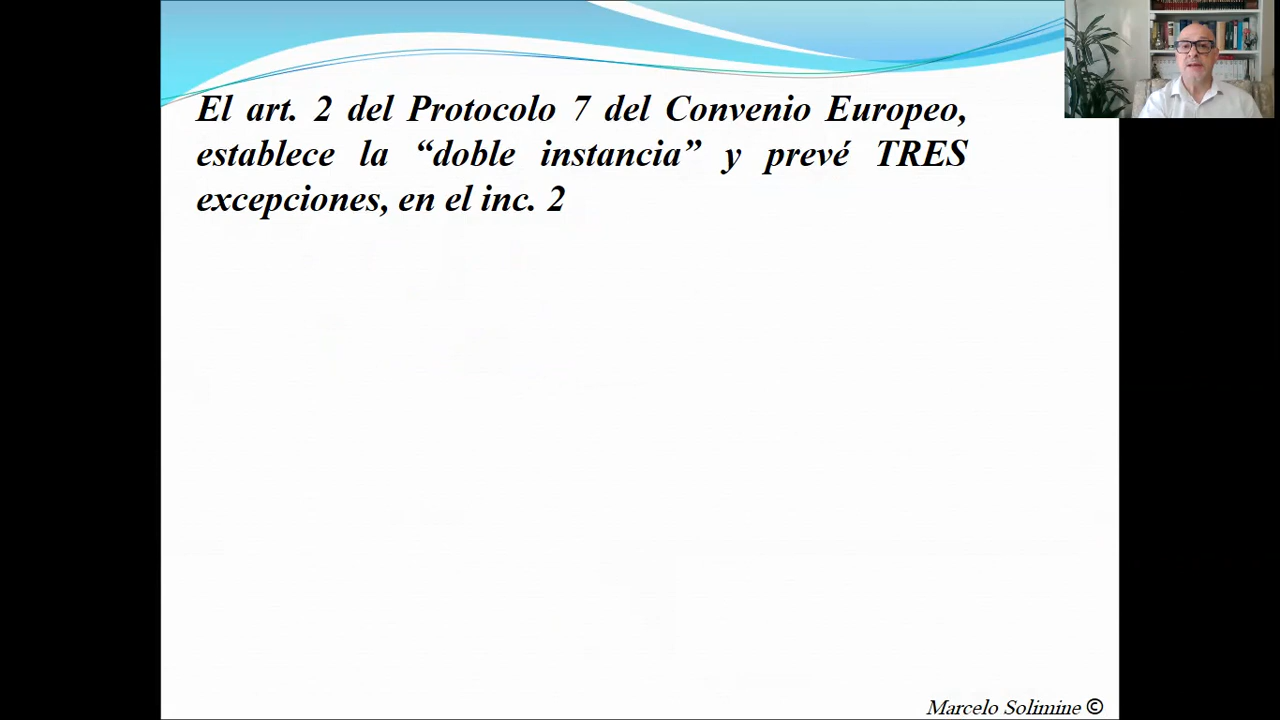 El art. 2 del Protocolo 7 del Convenio Europeo,
establece la “doble instancia” y prevé TRES
excepciones, en el inc. 2
Marcelo Solimine ©